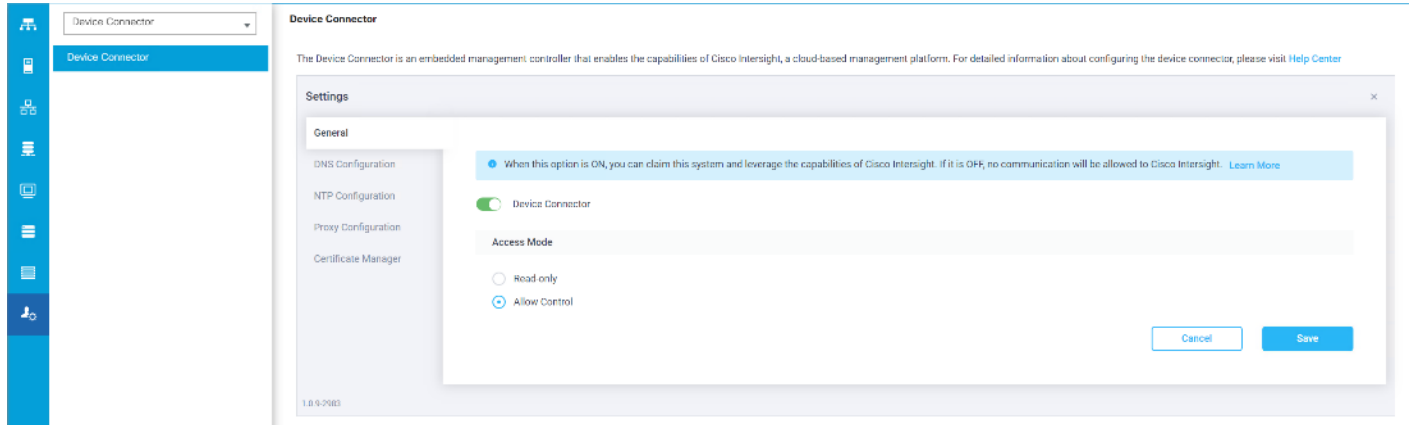 Device Connector
Device Connector
Device Connector
The Device Connector is an embedded management controller that enables the capabilities of Cisco Intersight, a cloud-based management platform. For detailed information about configuring the device connector, please visit Help Center
Settings
General
DNS Configuration
NTP Configuration
Proxy Configuration
Certificate Manager
When this option is ON, you can claim this system and leverage the capabilities of Cisco Intersight. If it is OFF, no communication will be allowed to Cisco Intersight. Learn More
Device Connector
Access Mode
Read-only
Allow Control
Cancel
Save
1.0.9-2903